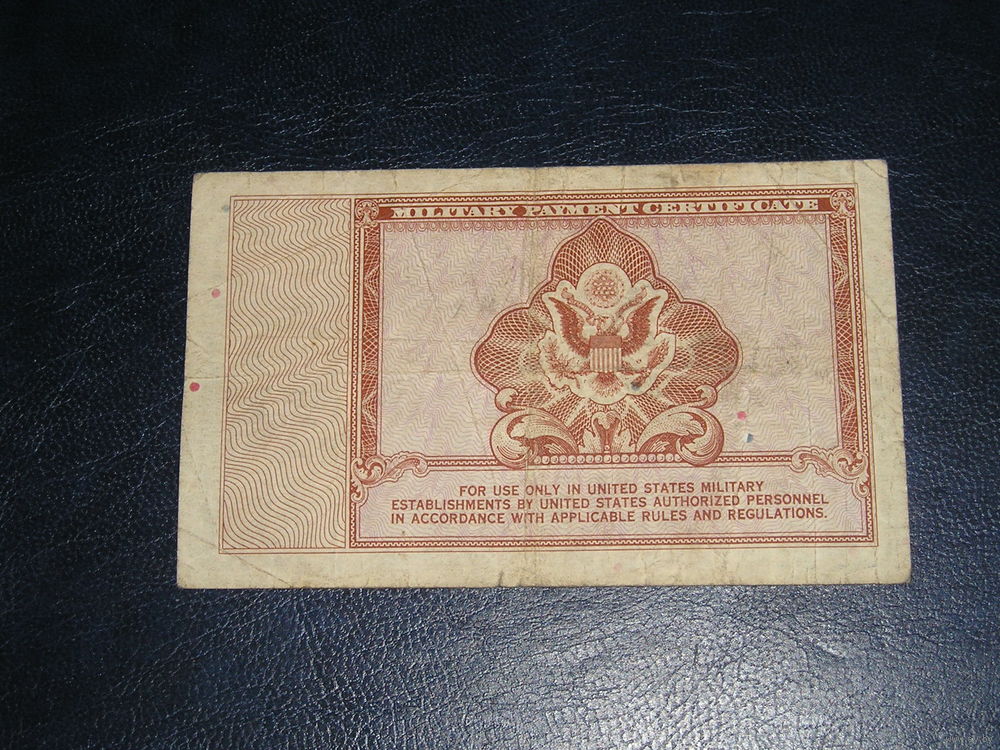 MILITARY PAYMENT CERTIFICATE
FOR USE ONLY IN UNITED STATES MILITARY
ESTABLISHMENTS BY UNITED STATES AUTHORIZED PERSONNEL
IN ACCORDANCE WITH APPLICABLE RULES AND REGULATIONS.